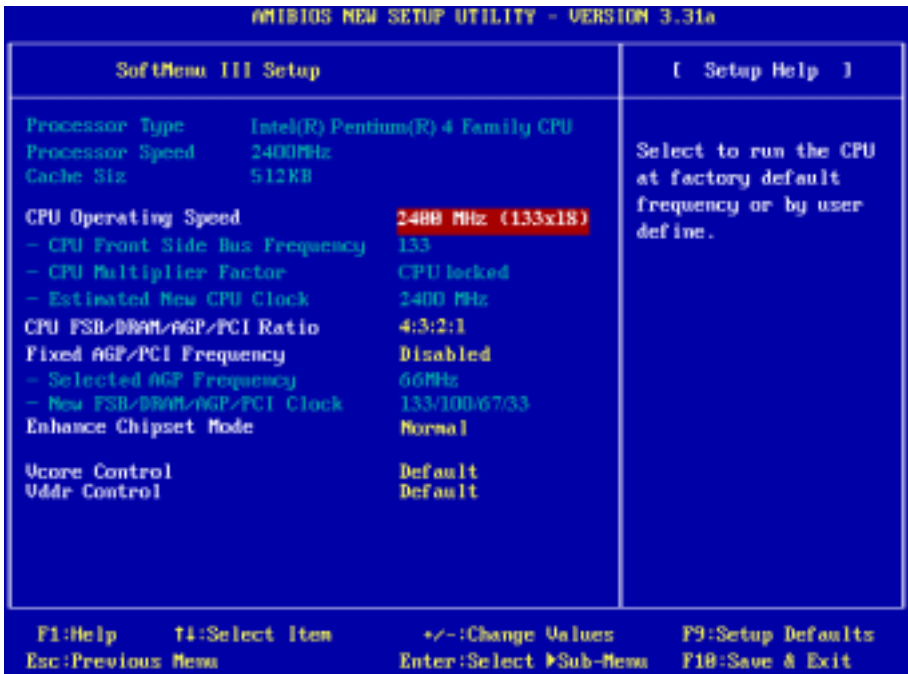 AMIBIOS NEW SETUP UTILITY - VERSION 3.31a
SoftMenu III Setup
[ Setup Help ]
Processor Type Intel(R) Pentium(R) 4 Family CPU
Processor Speed 2400MHz
Cache Siz 512KB
CPU Operating Speed 2400 MHz (133x18)
- CPU Front Side Bus Frequency 133
- CPU Multiplier Factor CPU locked
- Estimated New CPU Clock 2400 MHz
CPU FSB/DRAM/AGP/PCI Ratio 4:3:2:1
Fixed AGP/PCI Frequency Disabled
- Selected AGP Frequency 66MHz
- New FSB/DRAM/AGP/PCI Clock 133/100/67/33
Enhance Chipset Mode Normal
Vcore Control Default
Vddr Control Default
Select to run the CPU
at factory default
frequency or by user
define.
F1:Help ↑↓:Select Item +/-:Change Values F9:Setup Defaults
Esc:Previous Menu Enter:Select ▶Sub-Menu F10:Save & Exit